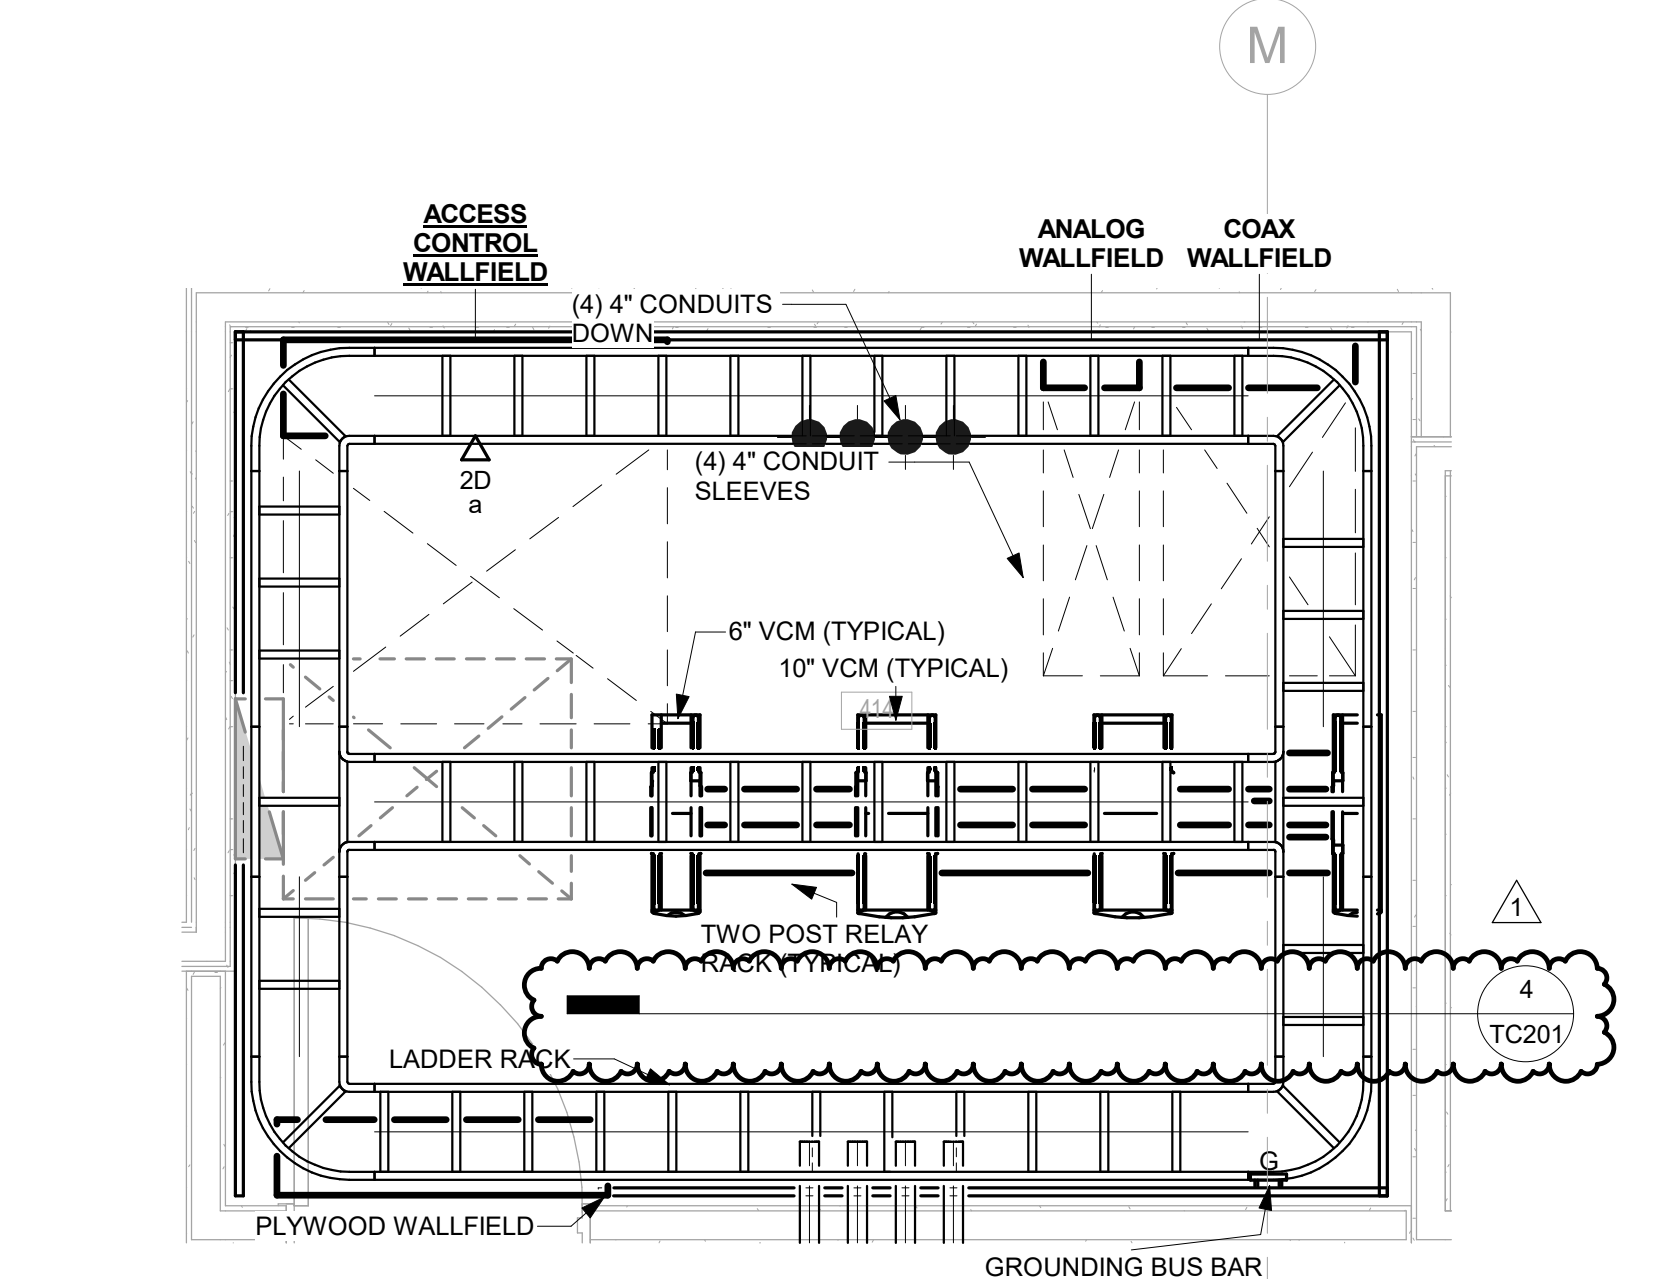 M
ACCESS
CONTROL
WALLFIELD
ANALOG
WALLFIELD
COAX
WALLFIELD
(4) 4" CONDUITS
DOWN
2D
a
(4) 4" CONDUIT
SLEEVES
6" VCM (TYPICAL)
10" VCM (TYPICAL)
414
TWO POST RELAY
RACK (TYPICAL)
1
4
TC201
LADDER RACK
G
PLYWOOD WALLFIELD
GROUNDING BUS BAR